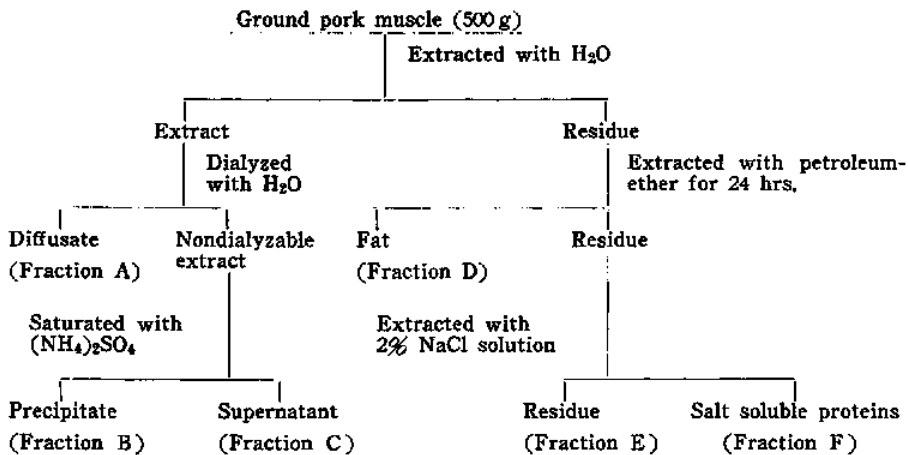 Ground pork muscle (500 g)
Extracted with H₂O
Extract
Residue
Dialyzed
with H₂O
Extracted with petroleum-
ether for 24 hrs.
Diffusate
(Fraction A)
Nondialyzable
extract
Fat
(Fraction D)
Residue
Saturated with
(NH₄)₂SO₄
Extracted with
2% NaCl solution
Precipitate
(Fraction B)
Supernatant
(Fraction C)
Residue
(Fraction E)
Salt soluble proteins
(Fraction F)